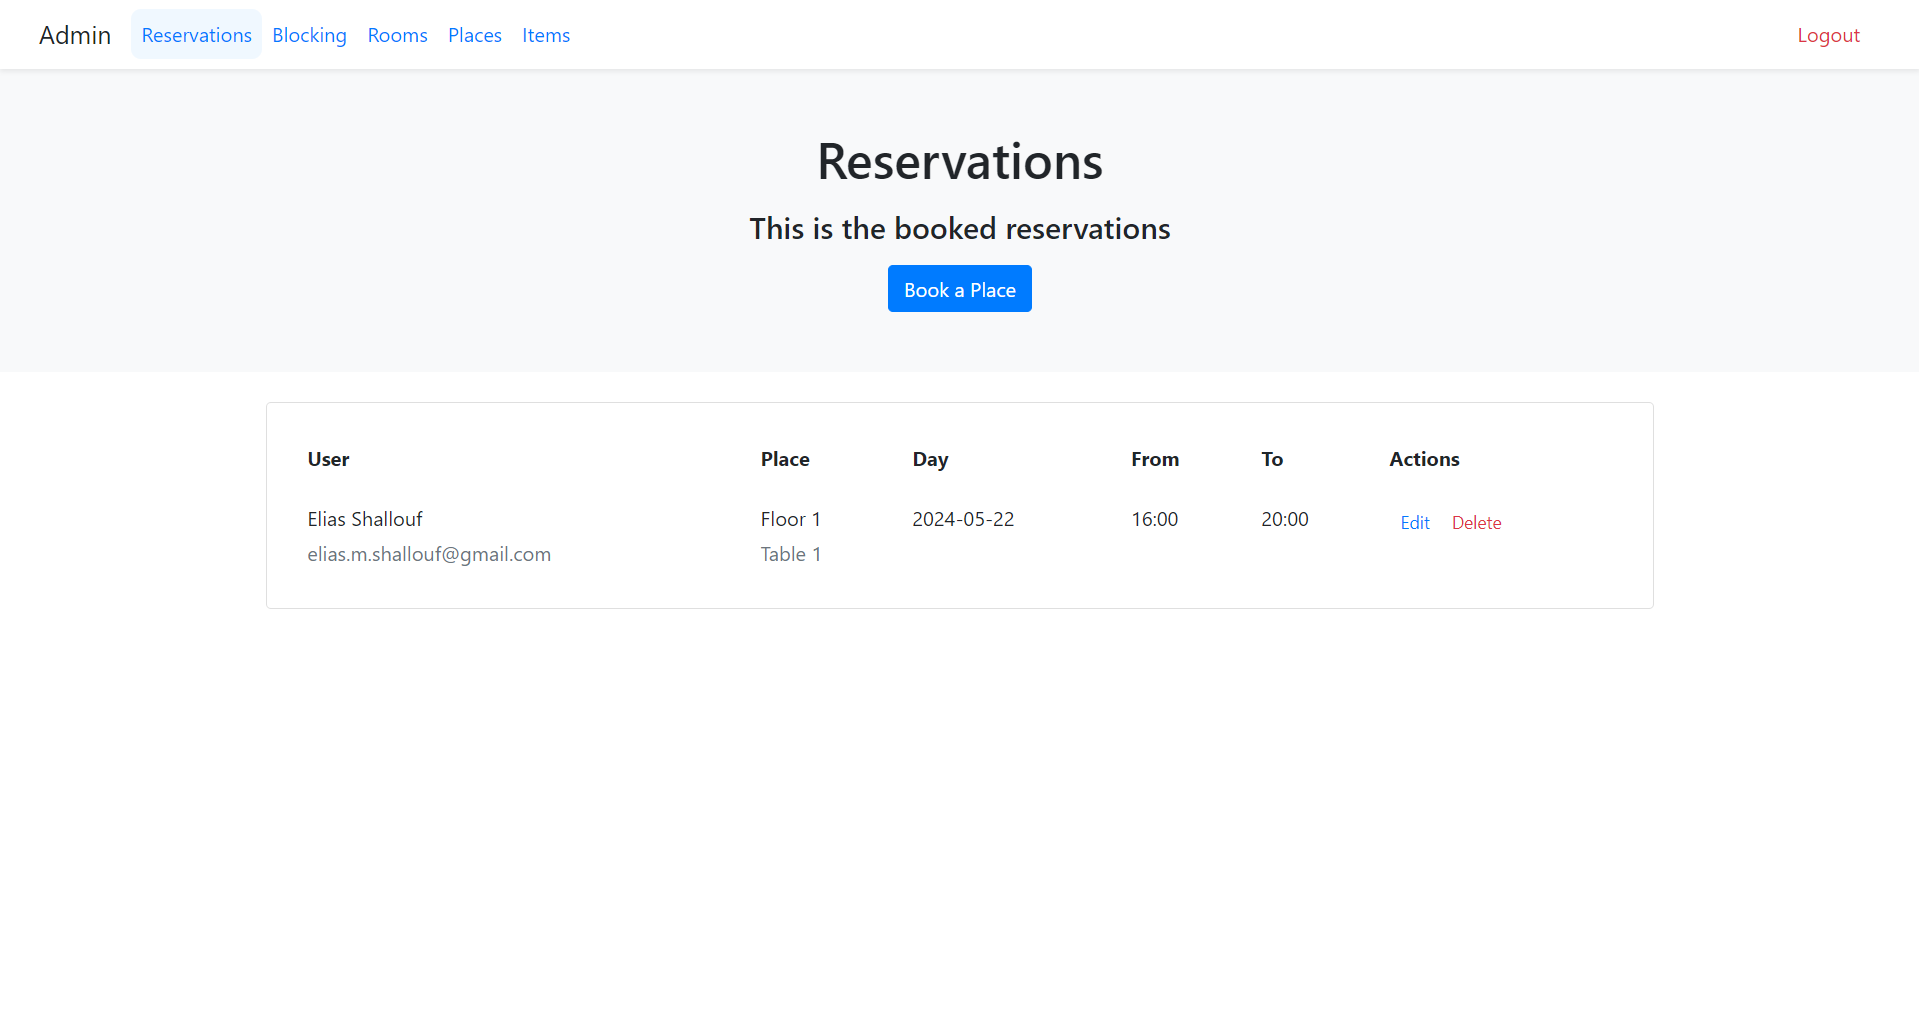 Admin Reservations Blocking Rooms Places Items Logout
Reservations
This is the booked reservations
Book a Place
User Place Day From To Actions
Elias Shallouf Floor 1 2024-05-22 16:00 20:00 Edit Delete
elias.m.shallouf@gmail.com Table 1